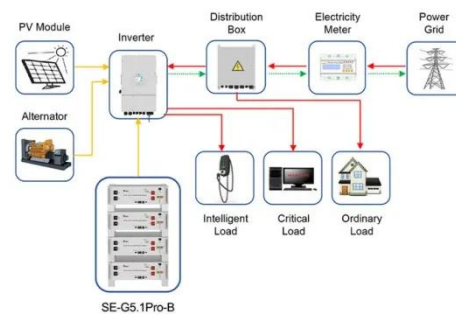 PV Module
Inverter
Distribution
Box
Electricity
Meter
Power
Grid
Alternator
Intelligent
Load
Critical
Load
Ordinary
Load
SE-G5.1Pro-B